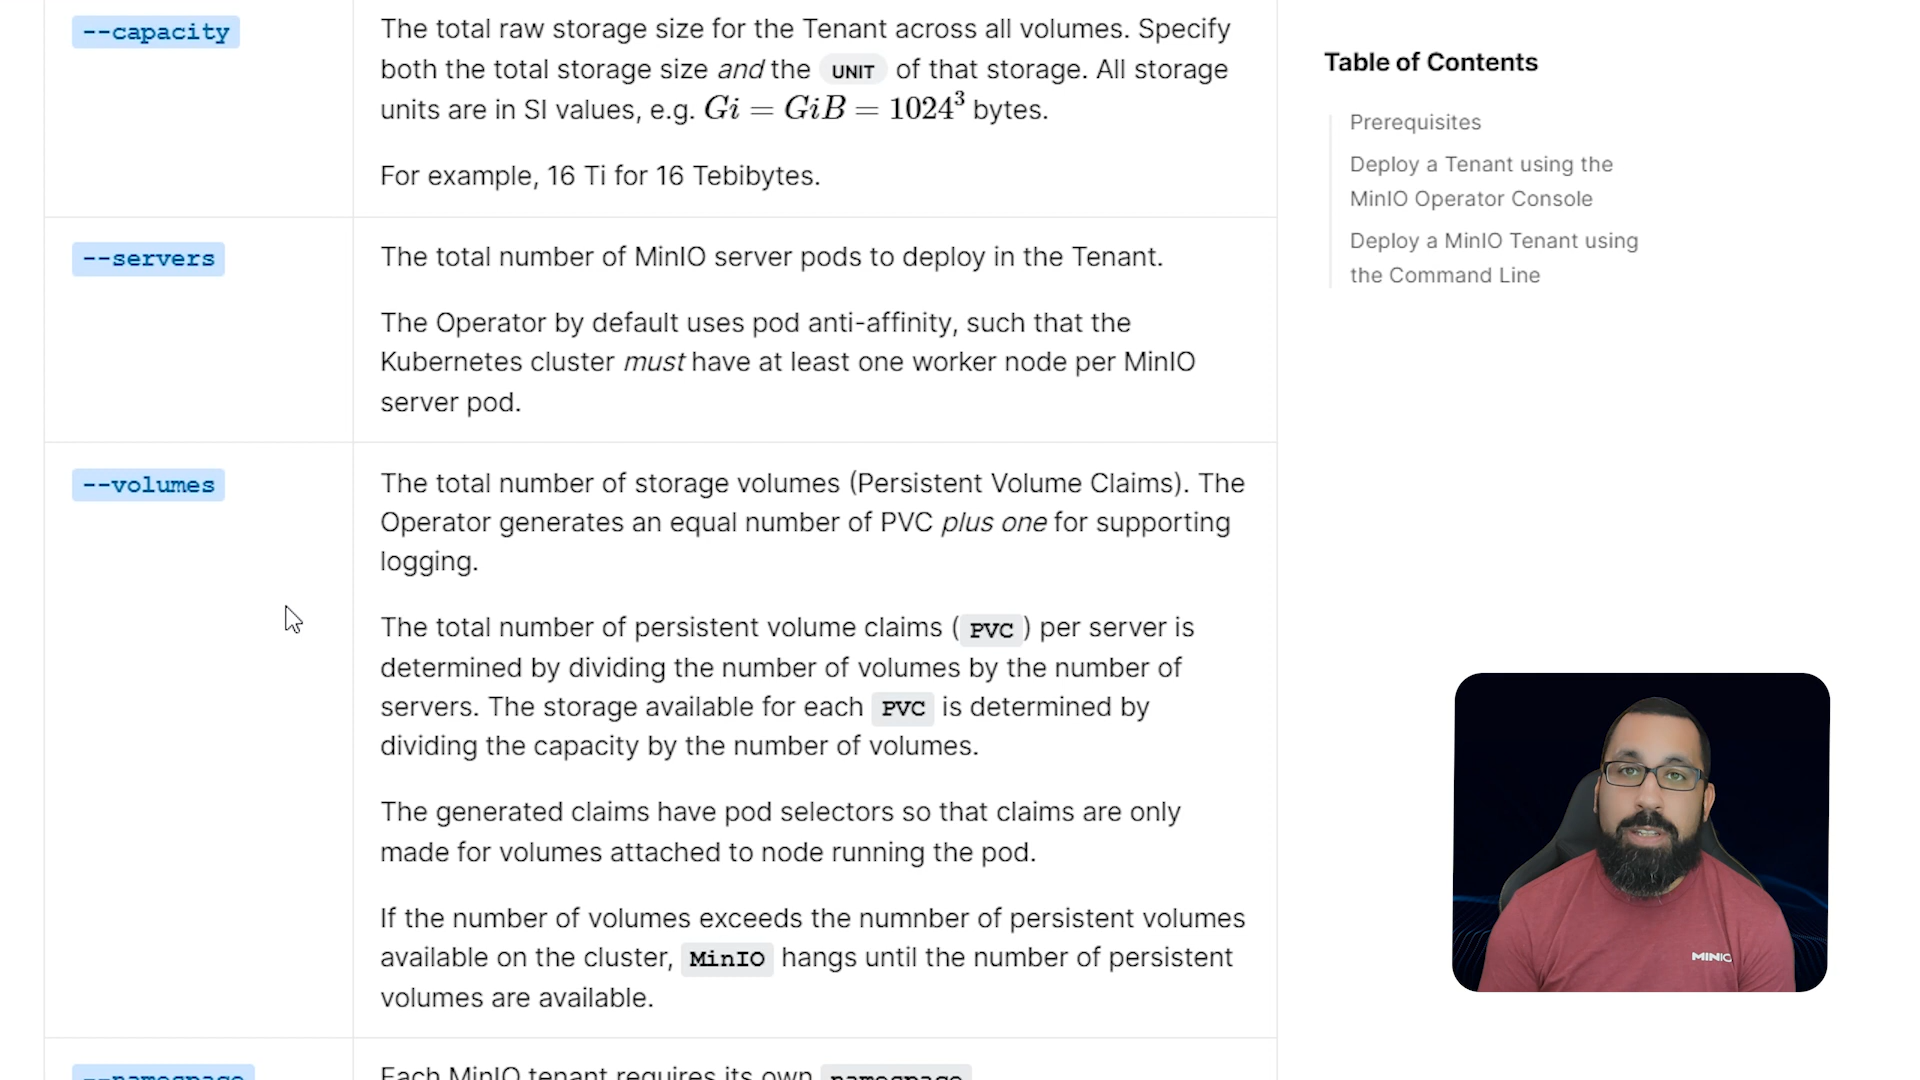 --capacity
The total raw storage size for the Tenant across all volumes. Specify
both the total storage size and the UNIT of that storage. All storage
units are in SI values, e.g. Gi = GiB = 1024³ bytes.
For example, 16 Ti for 16 Tebibytes.
--servers
The total number of MinIO server pods to deploy in the Tenant.
The Operator by default uses pod anti-affinity, such that the
Kubernetes cluster must have at least one worker node per MinIO
server pod.
--volumes
The total number of storage volumes (Persistent Volume Claims). The
Operator generates an equal number of PVC plus one for supporting
logging.
The total number of persistent volume claims ( PVC ) per server is
determined by dividing the number of volumes by the number of
servers. The storage available for each PVC is determined by
dividing the capacity by the number of volumes.
The generated claims have pod selectors so that claims are only
made for volumes attached to node running the pod.
If the number of volumes exceeds the numnber of persistent volumes
available on the cluster, MinIO hangs until the number of persistent
volumes are available.
--namespace
Each MinIO tenant requires its own namespace
Table of Contents
Prerequisites
Deploy a Tenant using the
MinIO Operator Console
Deploy a MinIO Tenant using
the Command Line
MINIO